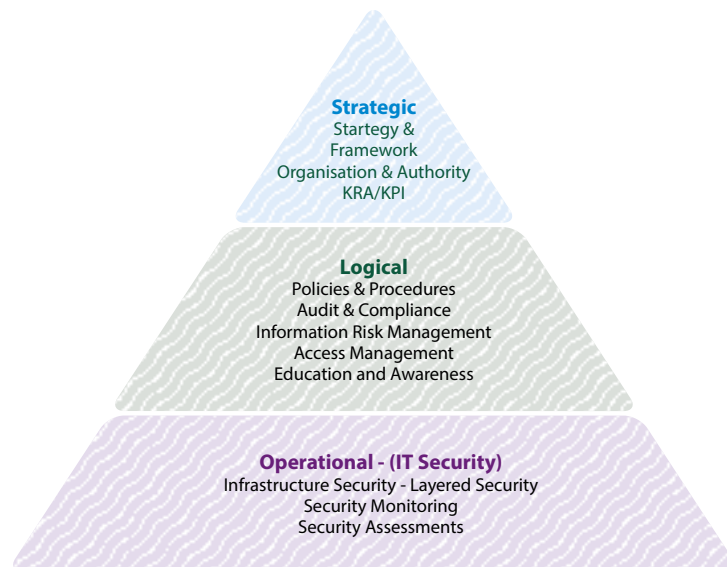 Strategic
Startegy &
Framework
Organisation & Authority
KRA/KPI
Logical
Policies & Procedures
Audit & Compliance
Information Risk Management
Access Management
Education and Awareness
Operational - (IT Security)
Infrastructure Security - Layered Security
Security Monitoring
Security Assessments